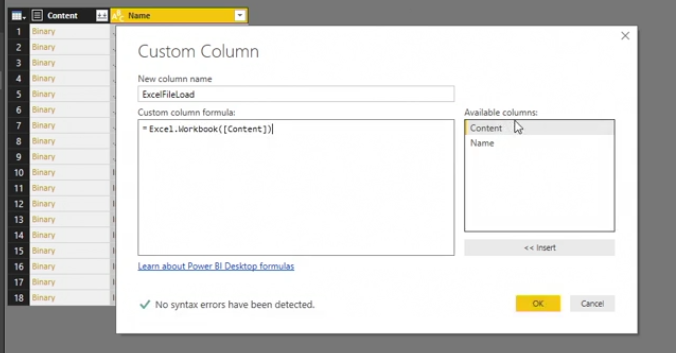 Content
ABC Name
1 Binary
2 Binary
3 Binary
4 Binary
5 Binary
6 Binary
7 Binary
8 Binary
9 Binary
10 Binary
11 Binary
12 Binary
13 Binary
14 Binary
15 Binary
16 Binary
17 Binary
18 Binary
Custom Column
New column name
ExcelFileLoad
Custom column formula:
= Excel.Workbook([Content])
Available columns:
Content
Name
<< Insert
Learn about Power BI Desktop formulas
No syntax errors have been detected.
OK
Cancel